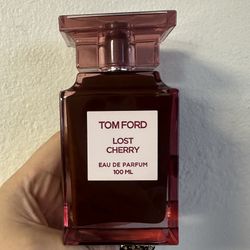 TOM FORD
LOST
CHERRY
EAU DE PARFUM
100 ML